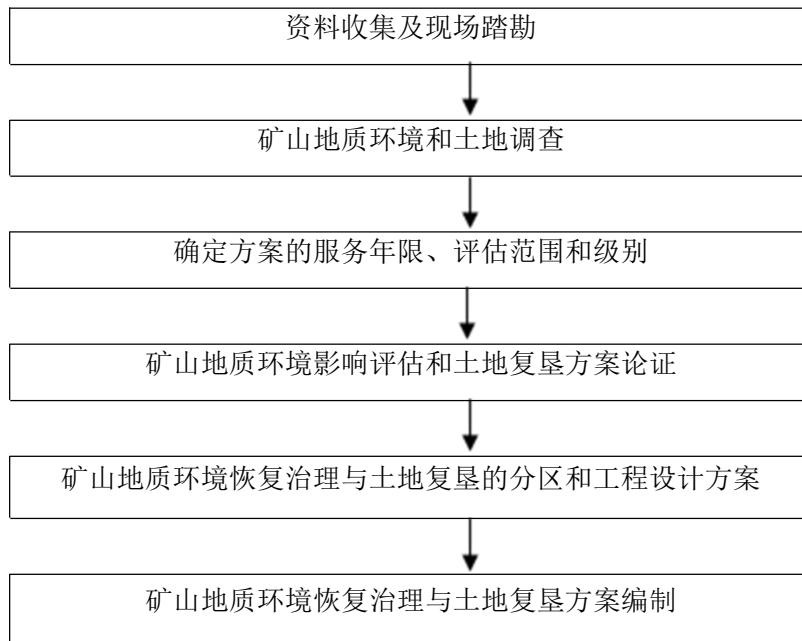 资料收集及现场踏勘
矿山地质环境和土地调查
确定方案的服务年限、评估范围和级别
矿山地质环境影响评估和土地复垦方案论证
矿山地质环境恢复治理与土地复垦的分区和工程设计方案
矿山地质环境恢复治理与土地复垦方案编制